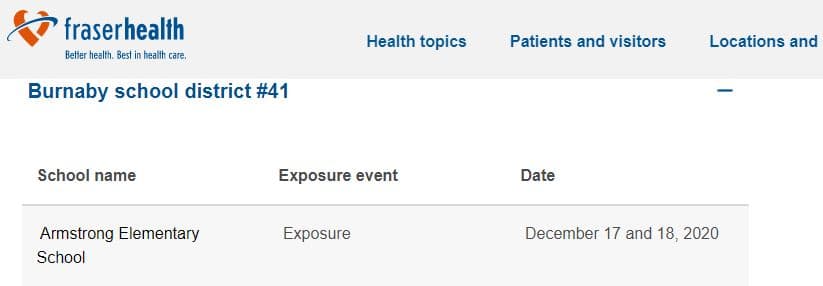 fraserhealth
Better health. Best in health care.
Health topics Patients and visitors Locations and
Burnaby school district #41
School name Exposure event Date
Armstrong Elementary Exposure December 17 and 18, 2020
School